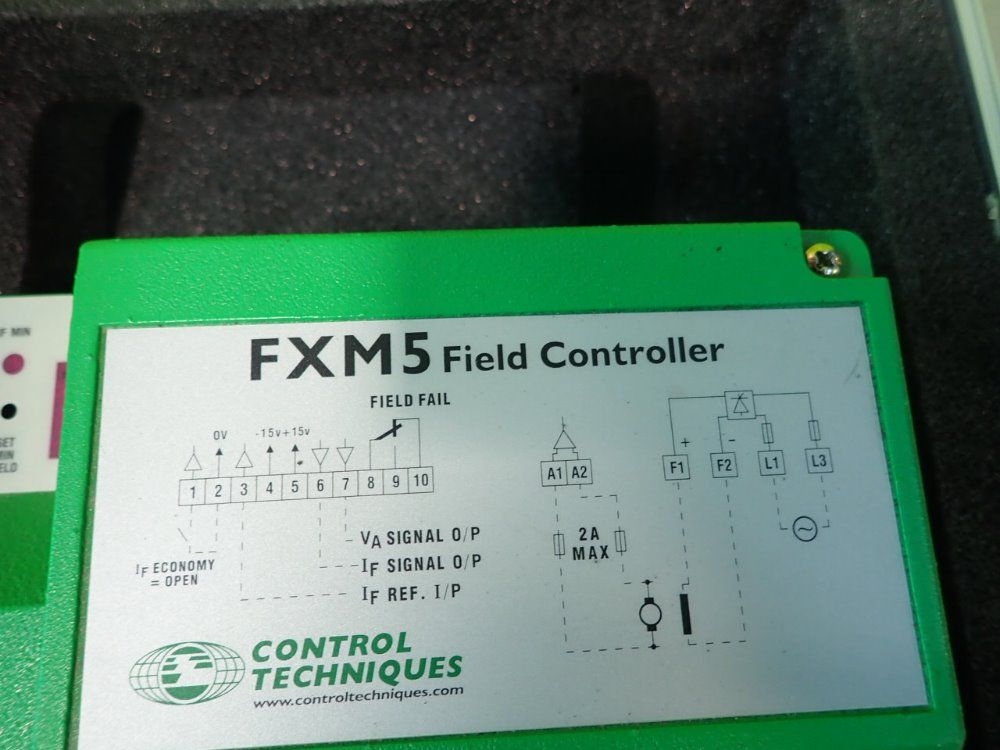 F MIN
FXM5 Field Controller
FIELD FAIL
0V -15v +15v
1 2 3 4 5 6 7 8 9 10
A1 A2
F1 F2 L1 L3
+ -
2A
MAX
VA SIGNAL O/P
IF SIGNAL O/P
IF REF. I/P
IF ECONOMY
= OPEN
CONTROL
TECHNIQUES
www.controltechniques.com